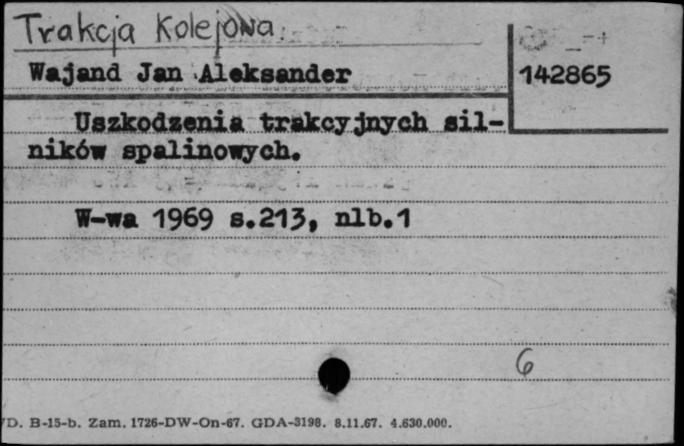 Trakcja Kolejowa
Wajand Jan Aleksander
142865
Uszkodzenia trakcyjnych sil-
ników spalinowych.
W-wa 1969 s.213, nlb.1
6
D. B-15-b. Zam. 1726-DW-On-67. GDA-3198. 8.11.67. 4.630.000.